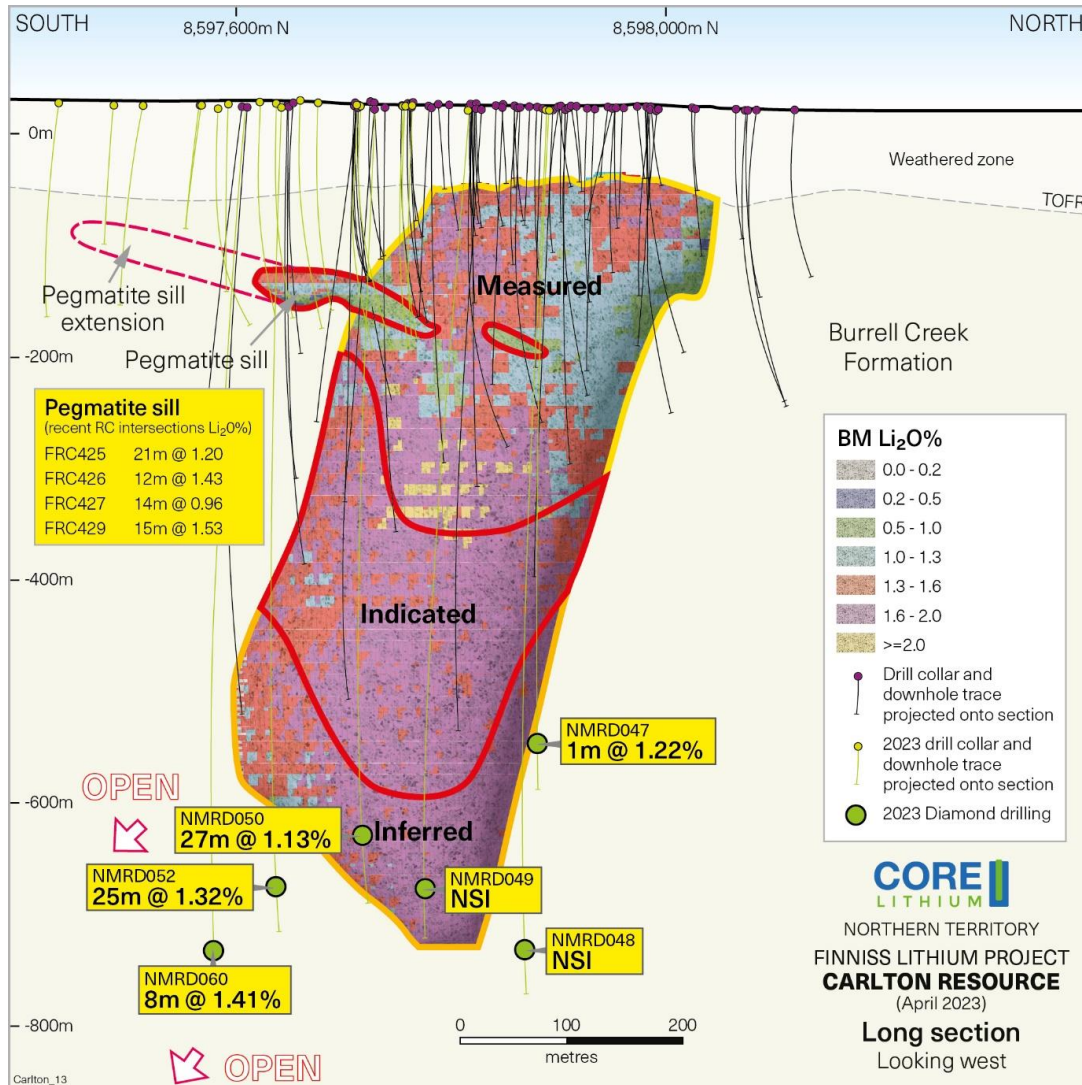 SOUTH
8,597,600m N
8,598,000m N
NORTH
0m
Weathered zone
TOFR
Measured
Pegmatite sill
extension
Pegmatite sill
-200m
Burrell Creek
Formation
Pegmatite sill
(recent RC intersections Li₂0%)
FRC425 21m @ 1.20
FRC426 12m @ 1.43
FRC427 14m @ 0.96
FRC429 15m @ 1.53
BM Li₂O%
0.0 - 0.2
0.2 - 0.5
0.5 - 1.0
1.0 - 1.3
1.3 - 1.6
1.6 - 2.0
>=2.0
Drill collar and
downhole trace
projected onto section
2023 drill collar and
downhole trace
projected onto section
2023 Diamond drilling
-400m
Indicated
NMRD047
1m @ 1.22%
OPEN
-600m
NMRD050
27m @ 1.13%
Inferred
NMRD052
25m @ 1.32%
NMRD049
NSI
NMRD048
NSI
NMRD060
8m @ 1.41%
-800m
OPEN
0 100 200
metres
CORE
LITHIUM
NORTHERN TERRITORY
FINNISS LITHIUM PROJECT
CARLTON RESOURCE
(April 2023)
Long section
Looking west
Carlton_13